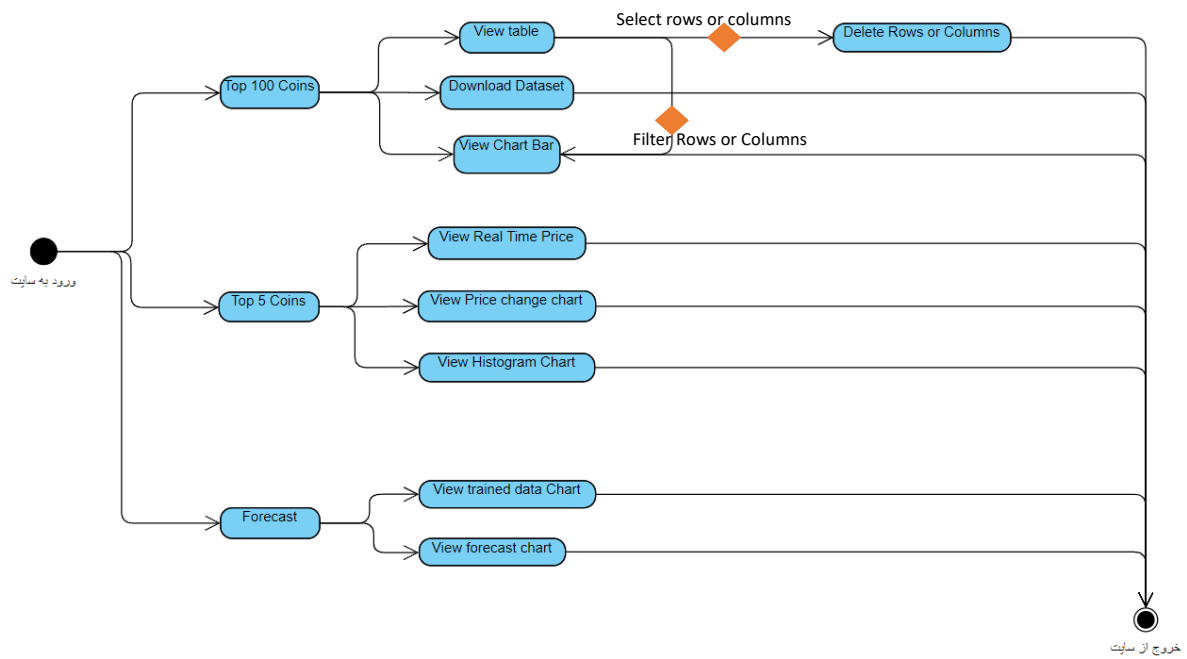 Select rows or columns
View table
Delete Rows or Columns
Top 100 Coins
Download Dataset
Filter Rows or Columns
View Chart Bar
View Real Time Price
ورود به سایت
Top 5 Coins
View Price change chart
View Histogram Chart
View trained data Chart
Forecast
View forecast chart
خروج از سایت